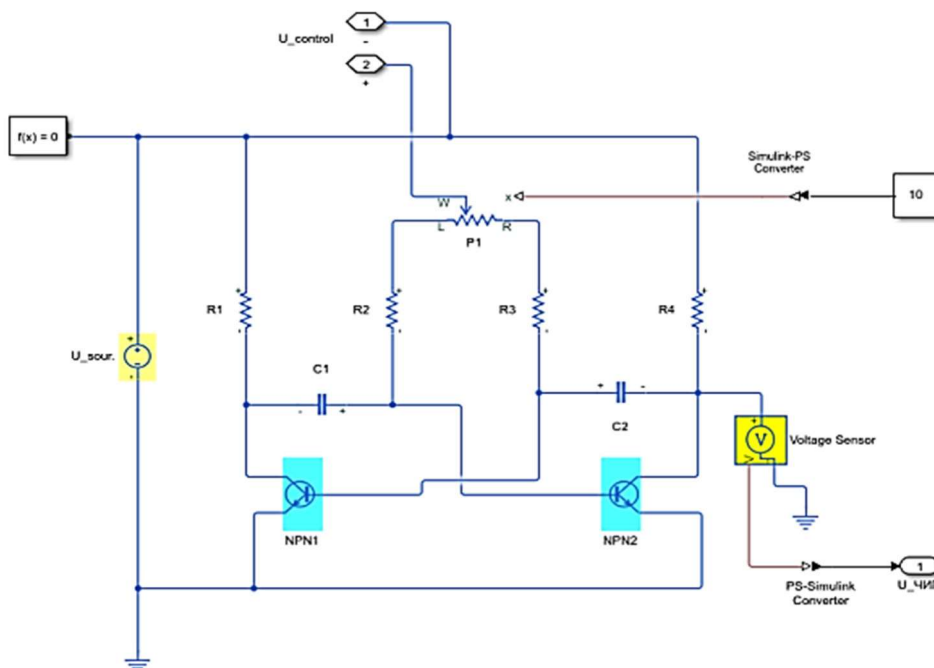 1
U_control
-
2
+
f(x) = 0
Simulink-PS
Converter
10
W
x
L
R
P1
+
+
+
+
R1
R2
R3
R4
-
-
-
-
+
U_sour.
-
C1
-
+
+
-
C2
+
V
V
Voltage Sensor
NPN1
NPN2
PS-Simulink
Converter
1
U_ЧИП